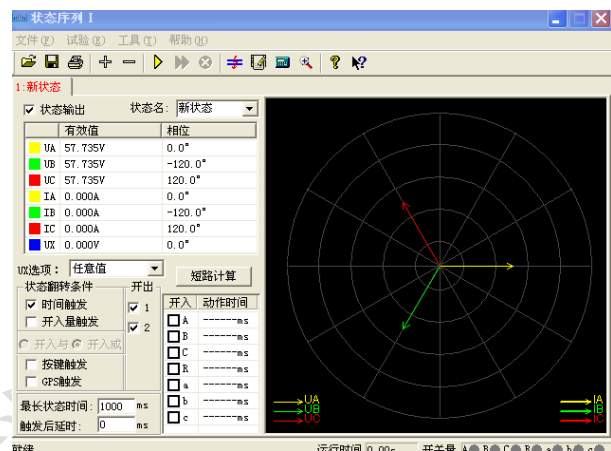 状态序列 I
文件(F) 试验(E) 工具(T) 帮助(H)
1:新状态
状态输出 状态名: 新状态
有效值 相位
UA 57.735V 0.0°
UB 57.735V -120.0°
UC 57.735V 120.0°
IA 0.000A 0.0°
IB 0.000A -120.0°
IC 0.000A 120.0°
UX 0.000V 0.0°
UX选项: 任意值 短路计算
状态翻转条件 开出
时间触发 1
开入量触发 2
开入与 开入或
按键触发
GPS触发
最长状态时间: 1000 ms
触发后延时: 0 ms
开入 动作时间
A ------ms
B ------ms
C ------ms
R ------ms
a ------ms
b ------ms
c ------ms
UA
UB
UC
IA
IB
IC
就绪 运行时间 0.00s 开关量 A B C R a b c